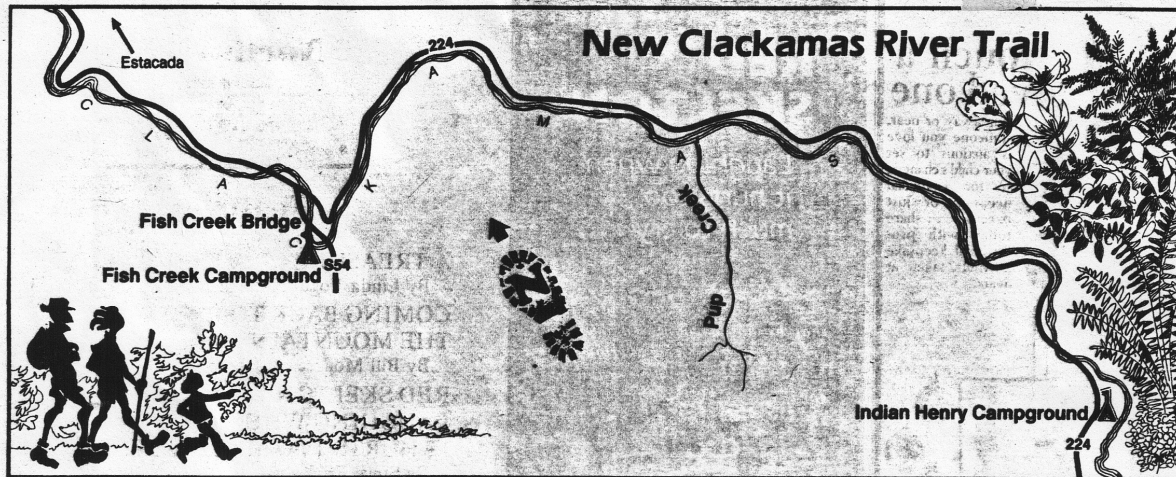 New Clackamas River Trail
Estacada
224
CLACKAMAS
Fish Creek Bridge
Fish Creek Campground
S54
N
Pup Creek
Indian Henry Campground
224